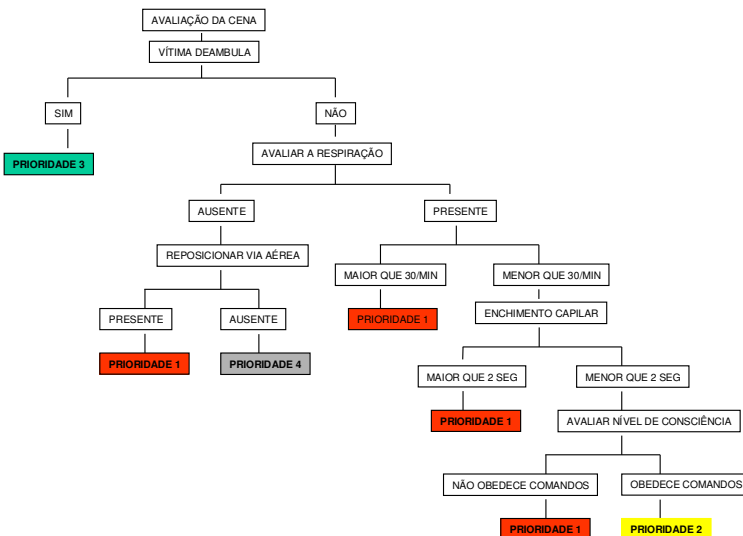 AVALIAÇÃO DA CENA
VÍTIMA DEAMBULA
SIM
NÃO
PRIORIDADE 3
AVALIAR A RESPIRAÇÃO
AUSENTE
PRESENTE
REPOSICIONAR VIA AÉREA
MAIOR QUE 30/MIN
MENOR QUE 30/MIN
PRESENTE
AUSENTE
PRIORIDADE 1
ENCHIMENTO CAPILAR
PRIORIDADE 1
PRIORIDADE 4
MAIOR QUE 2 SEG
MENOR QUE 2 SEG
PRIORIDADE 1
AVALIAR NÍVEL DE CONSCIÊNCIA
NÃO OBEDECE COMANDOS
OBEDECE COMANDOS
PRIORIDADE 1
PRIORIDADE 2